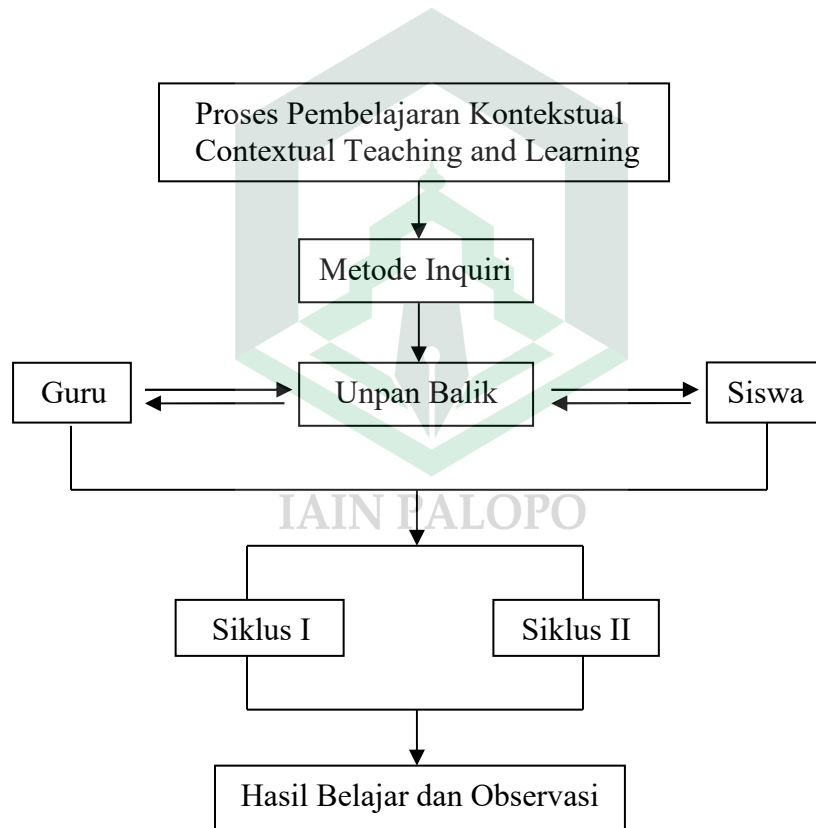 Proses Pembelajaran Kontekstual
Contextual Teaching and Learning
Metode Inquiri
Guru
Unpan Balik
Siswa
IAIN PALOPO
Siklus I
Siklus II
Hasil Belajar dan Observasi